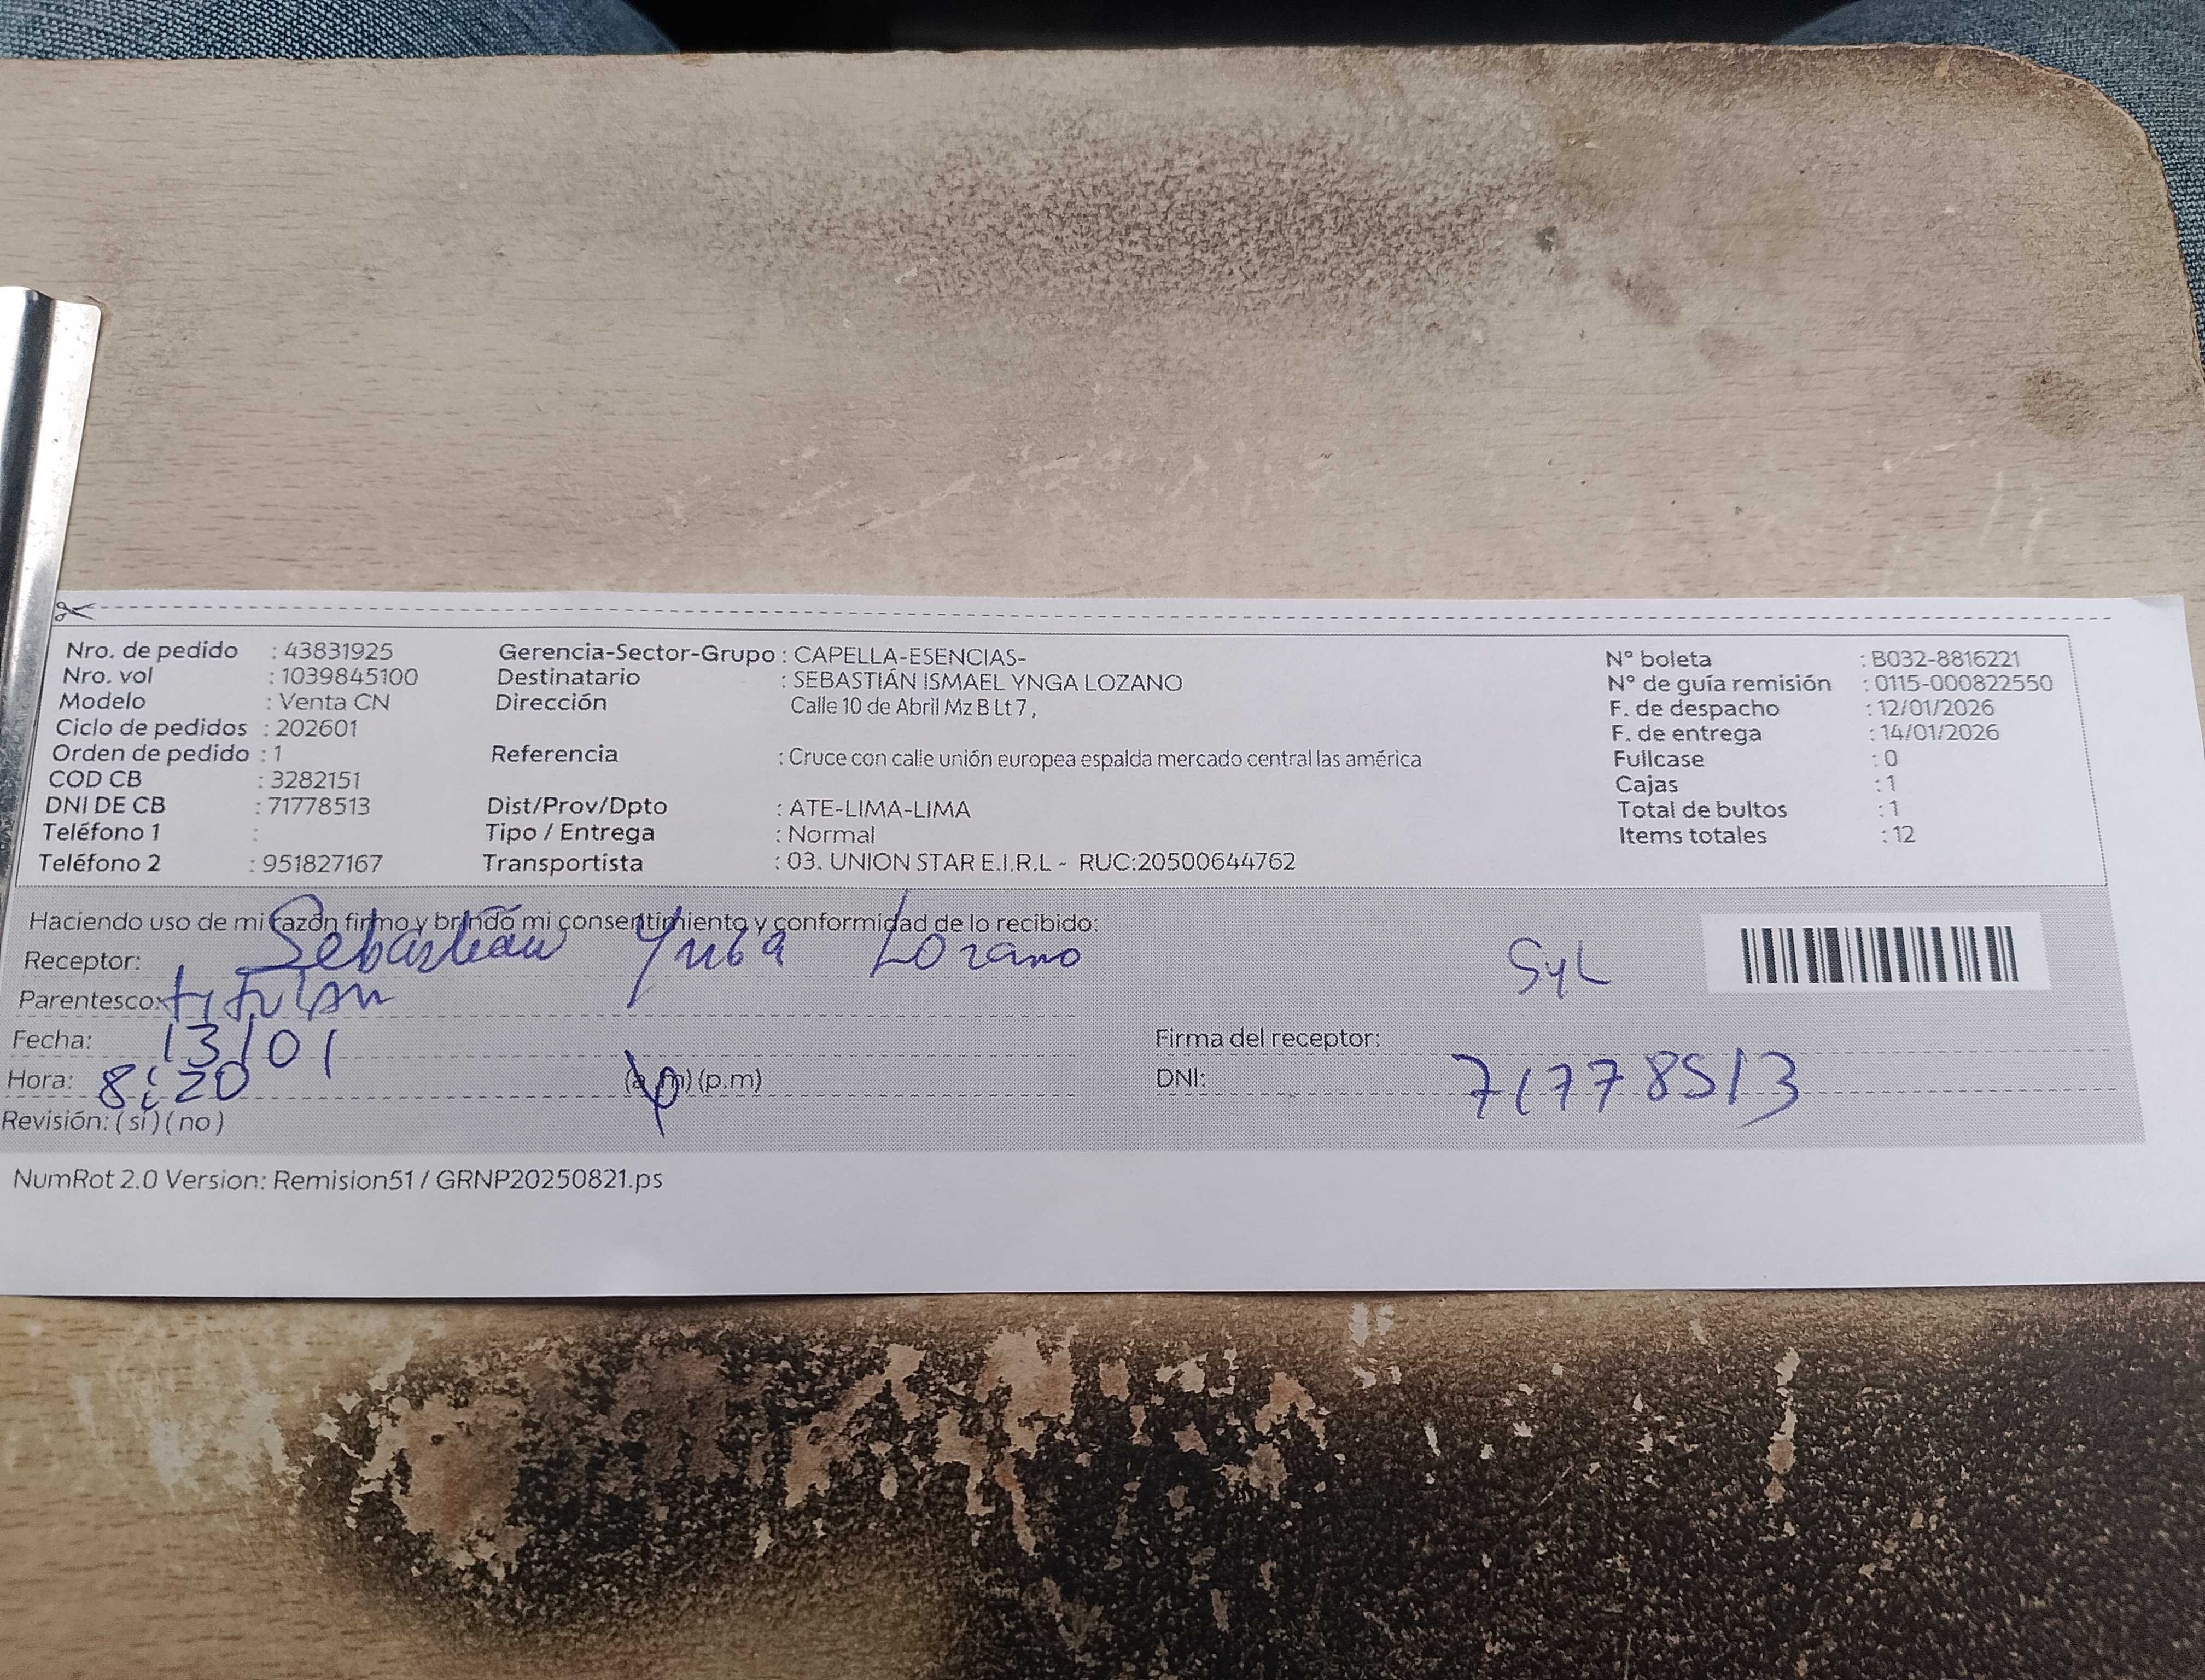 Nro. de pedido : 43831925
Nro. vol : 1039845100
Modelo : Venta CN
Ciclo de pedidos : 202601
Orden de pedido : 1
COD CB : 3282151
DNI DE CB : 71778513
Teléfono 1 :
Teléfono 2 : 951827167
Gerencia-Sector-Grupo : CAPELLA-ESENCIAS-
Destinatario : SEBASTIÁN ISMAEL YNGA LOZANO
Dirección Calle 10 de Abril Mz B Lt 7 ,
Referencia : Cruce con calle unión europea espalda mercado central las américa
Dist/Prov/Dpto : ATE-LIMA-LIMA
Tipo / Entrega : Normal
Transportista : 03. UNION STAR E.I.R.L - RUC:20500644762
N° boleta : B032-8816221
N° de guía remisión : 0115-000822550
F. de despacho : 12/01/2026
F. de entrega : 14/01/2026
Fullcase : 0
Cajas : 1
Total de bultos : 1
Items totales : 12
Haciendo uso de mi razón firmo y brindo mi consentimiento y conformidad de lo recibido:
Receptor: Sebastian Ynga Lozano
Parentesco: titular
Fecha: 13/01
Hora: 8:20 (a.m) (p.m)
Revisión: ( si ) ( no )
SyL
Firma del receptor:
DNI: 71778513
NumRot 2.0 Version: Remision51 / GRNP20250821.ps